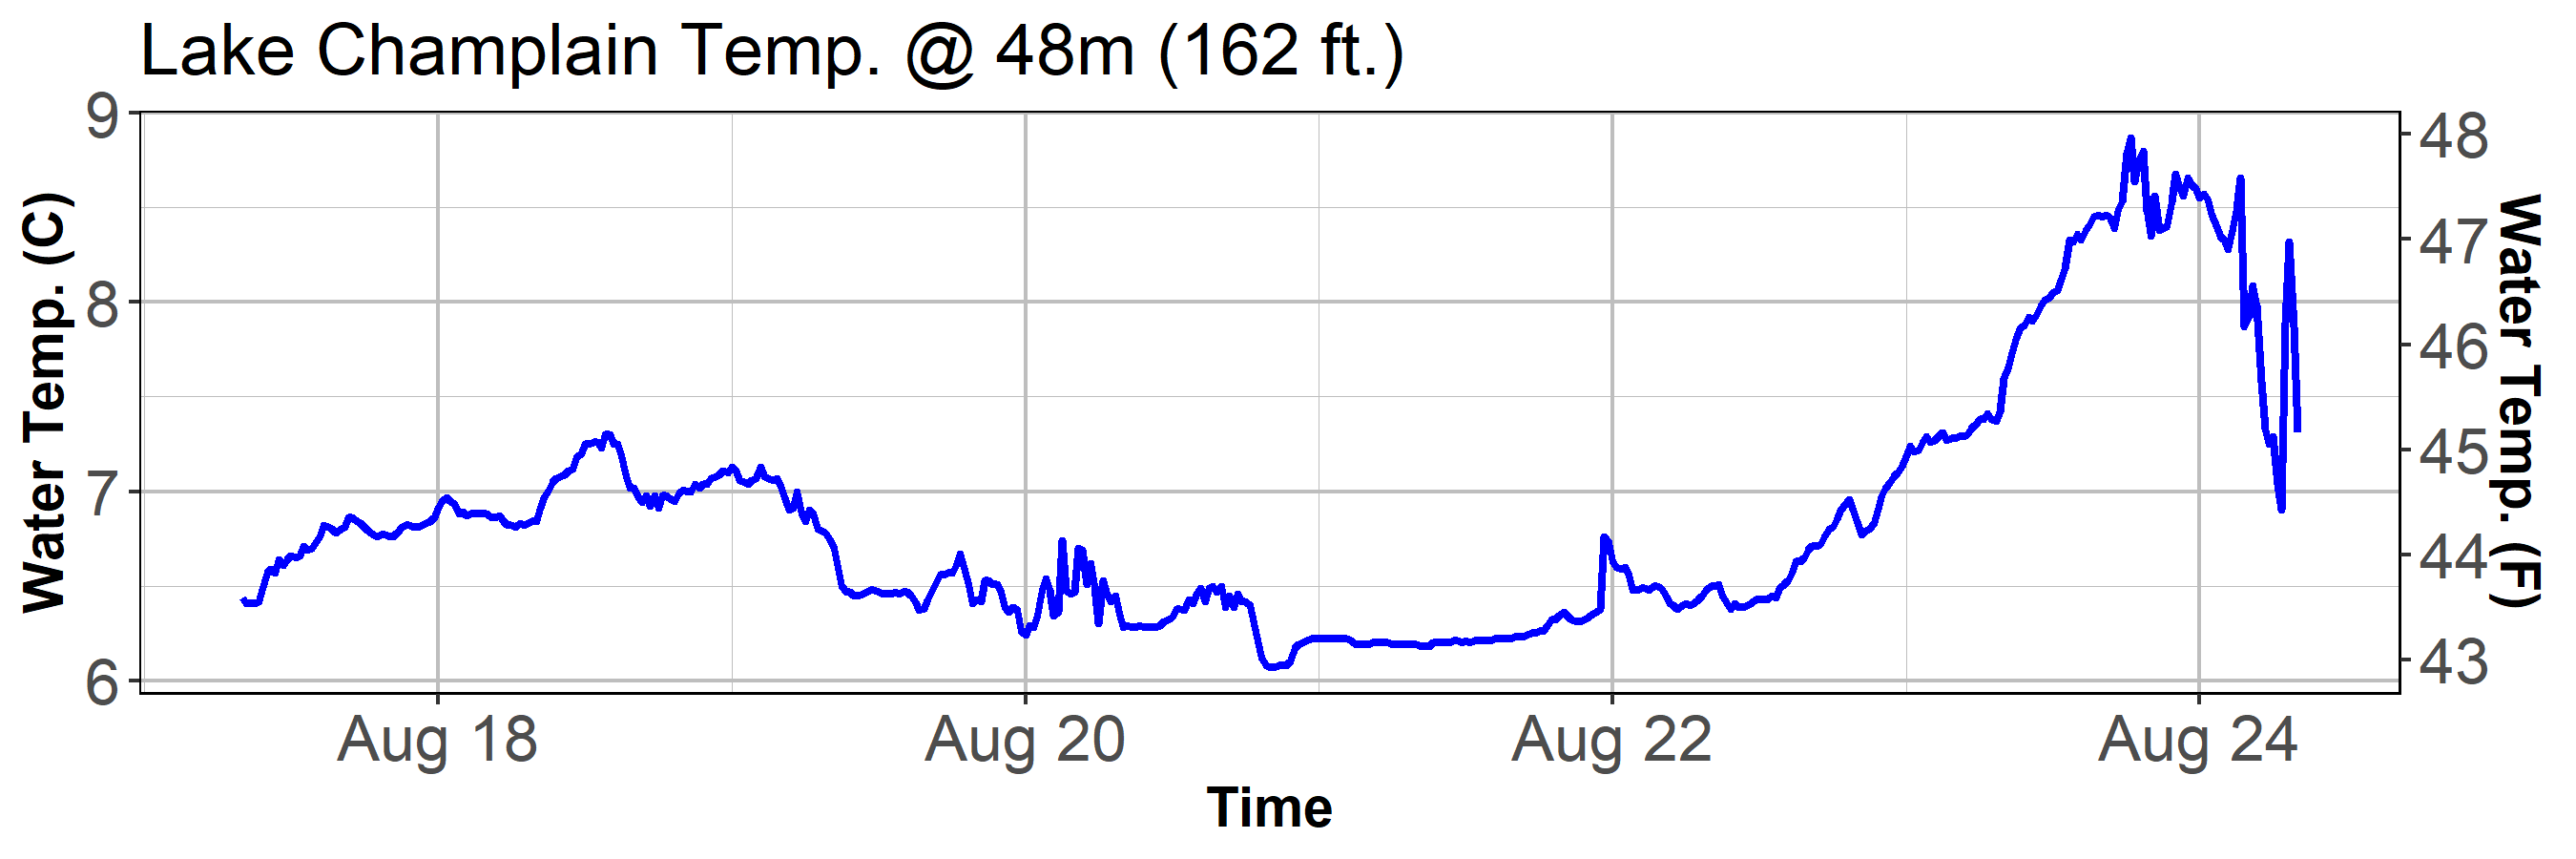 Lake Champlain Temp. @ 48m (162 ft.)
Water Temp. (C)
9
8
7
6
48
47
46
45
44
43
Water Temp. (F)
Aug 18 Aug 20 Aug 22 Aug 24
Time